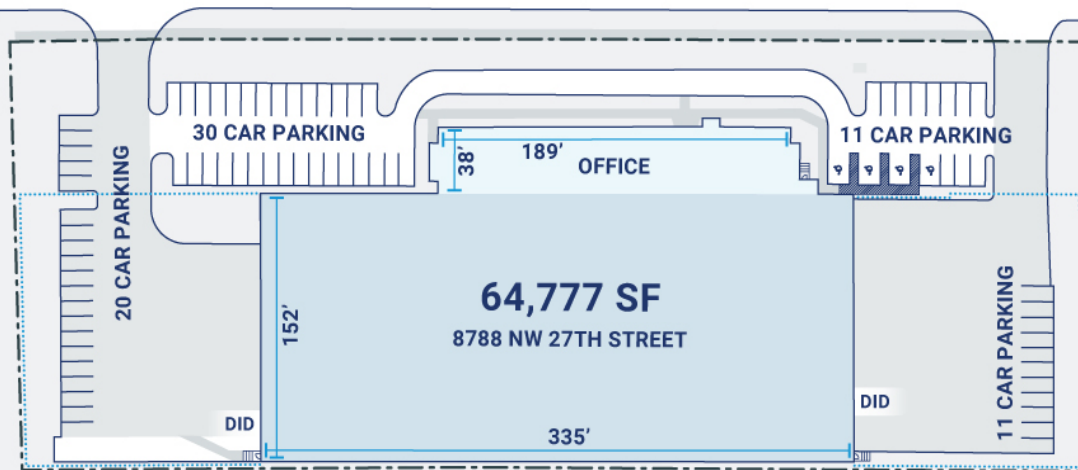 30 CAR PARKING
11 CAR PARKING
38’
189’
OFFICE
20 CAR PARKING
152’
64,777 SF
8788 NW 27TH STREET
11 CAR PARKING
DID
DID
335’